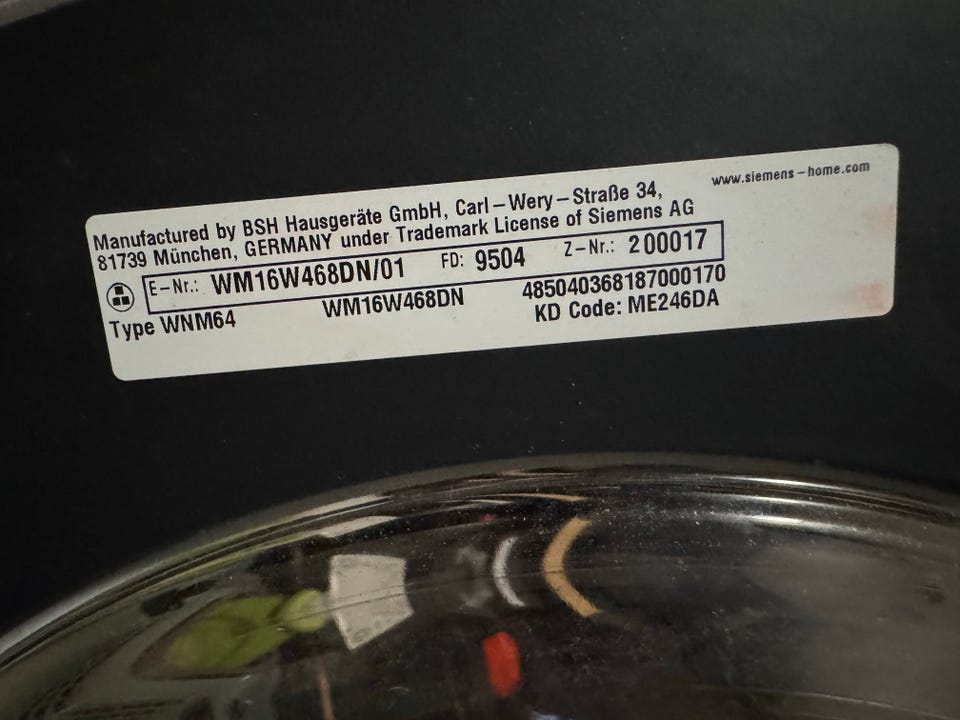 www.siemens-home.com
Manufactured by BSH Hausgeräte GmbH, Carl-Wery-Straße 34,
81739 München, GERMANY under Trademark License of Siemens AG
E-Nr.: WM16W468DN/01 FD: 9504 Z-Nr.: 200017
Type WNM64 WM16W468DN 485040368187000170
KD Code: ME246DA